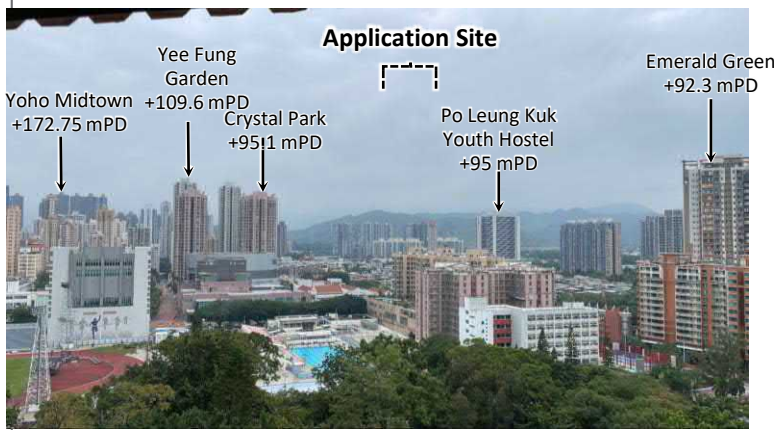 Application Site
Yee Fung
Garden
+109.6 mPD
Emerald Green
+92.3 mPD
Yoho Midtown
+172.75 mPD
Crystal Park
+95.1 mPD
Po Leung Kuk
Youth Hostel
+95 mPD